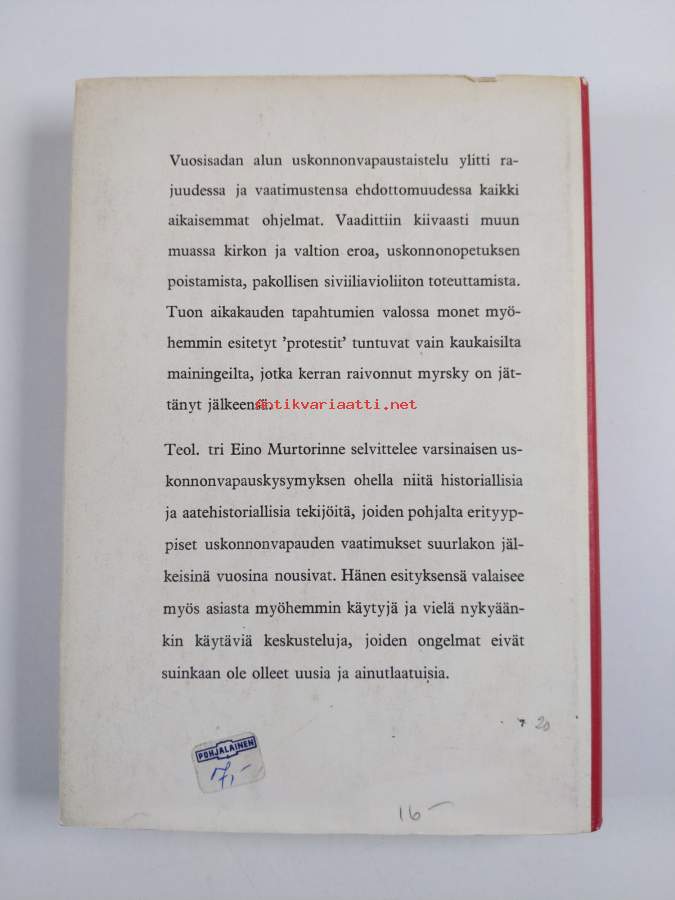 Vuosisadan alun uskonnonvapaustaistelu ylitti ra-
juudessa ja vaatimustensa ehdottomuudessa kaikki
aikaisemmat ohjelmat. Vaadittiin kiivaasti muun
muassa kirkon ja valtion eroa, uskonnonopetuksen
poistamista, pakollisen siviiliavioliiton toteuttamista.
Tuon aikakauden tapahtumien valossa monet myö-
hemmin esitetyt ’protestit’ tuntuvat vain kaukaisilta
mainingeilta, jotka kerran raivonnut myrsky on jät-
tänyt jälkeensä.
antikvariaatti.net
Teol. tri Eino Murtorinne selvittelee varsinaisen us-
konnonvapauskysymyksen ohella niitä historiallisia
ja aatehistoriallisia tekijöitä, joiden pohjalta erityyp-
piset uskonnonvapauden vaatimukset suurlakon jäl-
keisinä vuosina nousivat. Hänen esityksensä valaisee
myös asiasta myöhemmin käytyjä ja vielä nykyään-
kin käytäviä keskusteluja, joiden ongelmat eivät
suinkaan ole olleet uusia ja ainutlaatuisia.
20
POHJALAINEN
7,-
16-